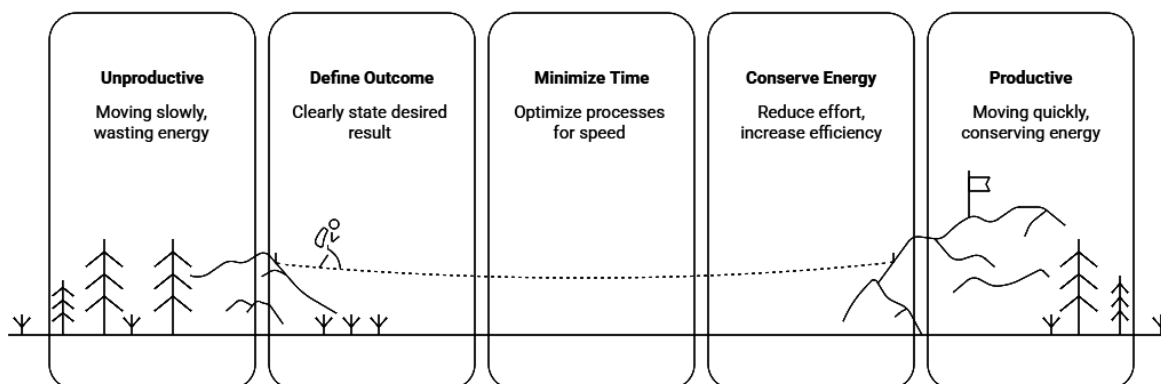 Unproductive
Moving slowly,
wasting energy
Define Outcome
Clearly state desired
result
Minimize Time
Optimize processes
for speed
Conserve Energy
Reduce effort,
increase efficiency
Productive
Moving quickly,
conserving energy